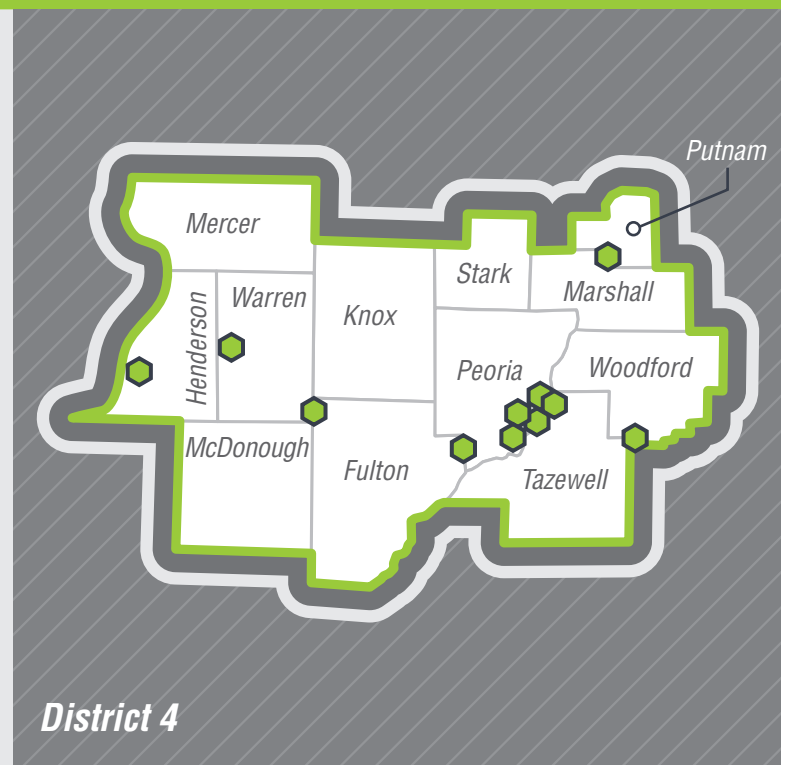 Putnam
Mercer
Stark
Marshall
Henderson
Warren
Knox
Peoria
Woodford
McDonough
Fulton
Tazewell
District 4